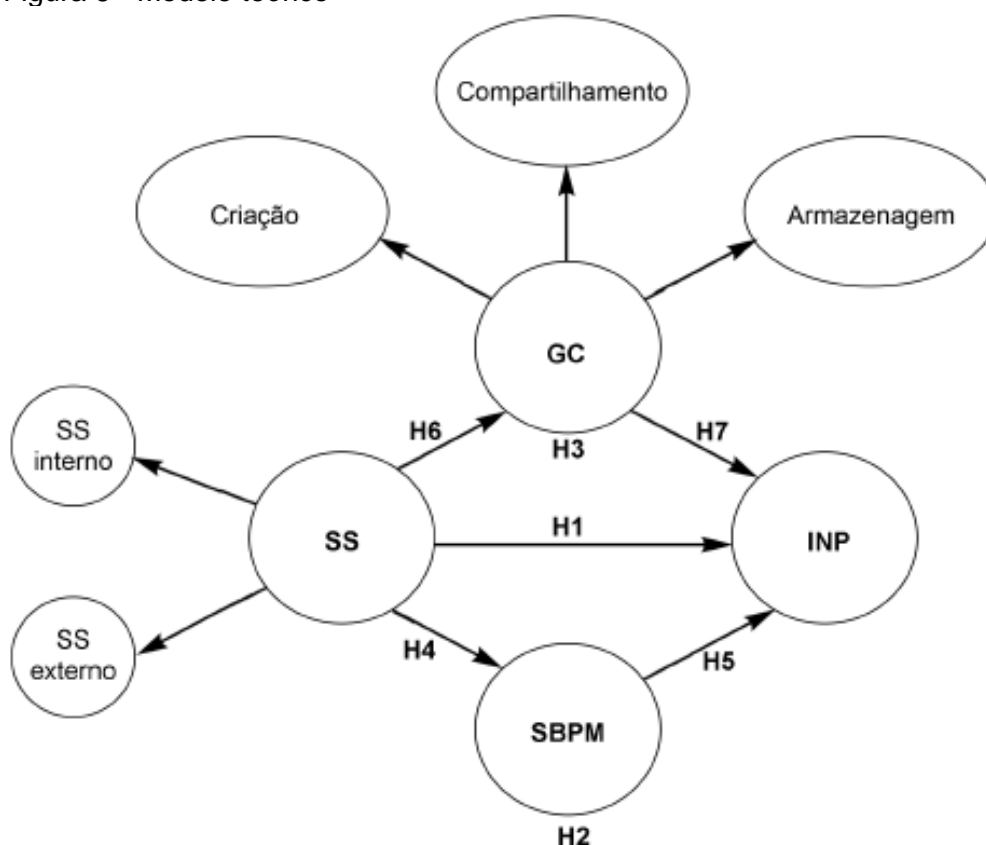 Compartilhamento
Criação
Armazenagem
GC
H3
H6
H7
SS
interno
SS
H1
INP
SS
externo
H4
H5
SBPM
H2